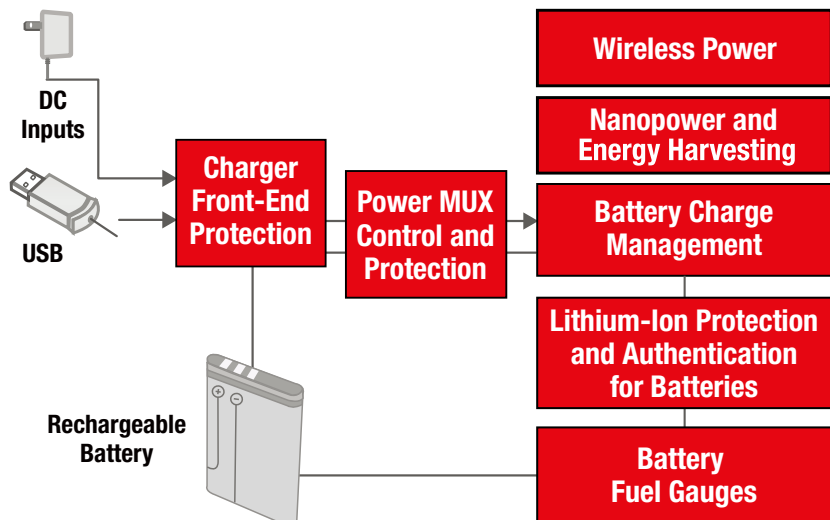 DC
Inputs
USB
Charger
Front-End
Protection
Power MUX
Control and
Protection
Wireless Power
Nanopower and
Energy Harvesting
Battery Charge
Management
Lithium-Ion Protection
and Authentication
for Batteries
Battery
Fuel Gauges
Rechargeable
Battery
+
−